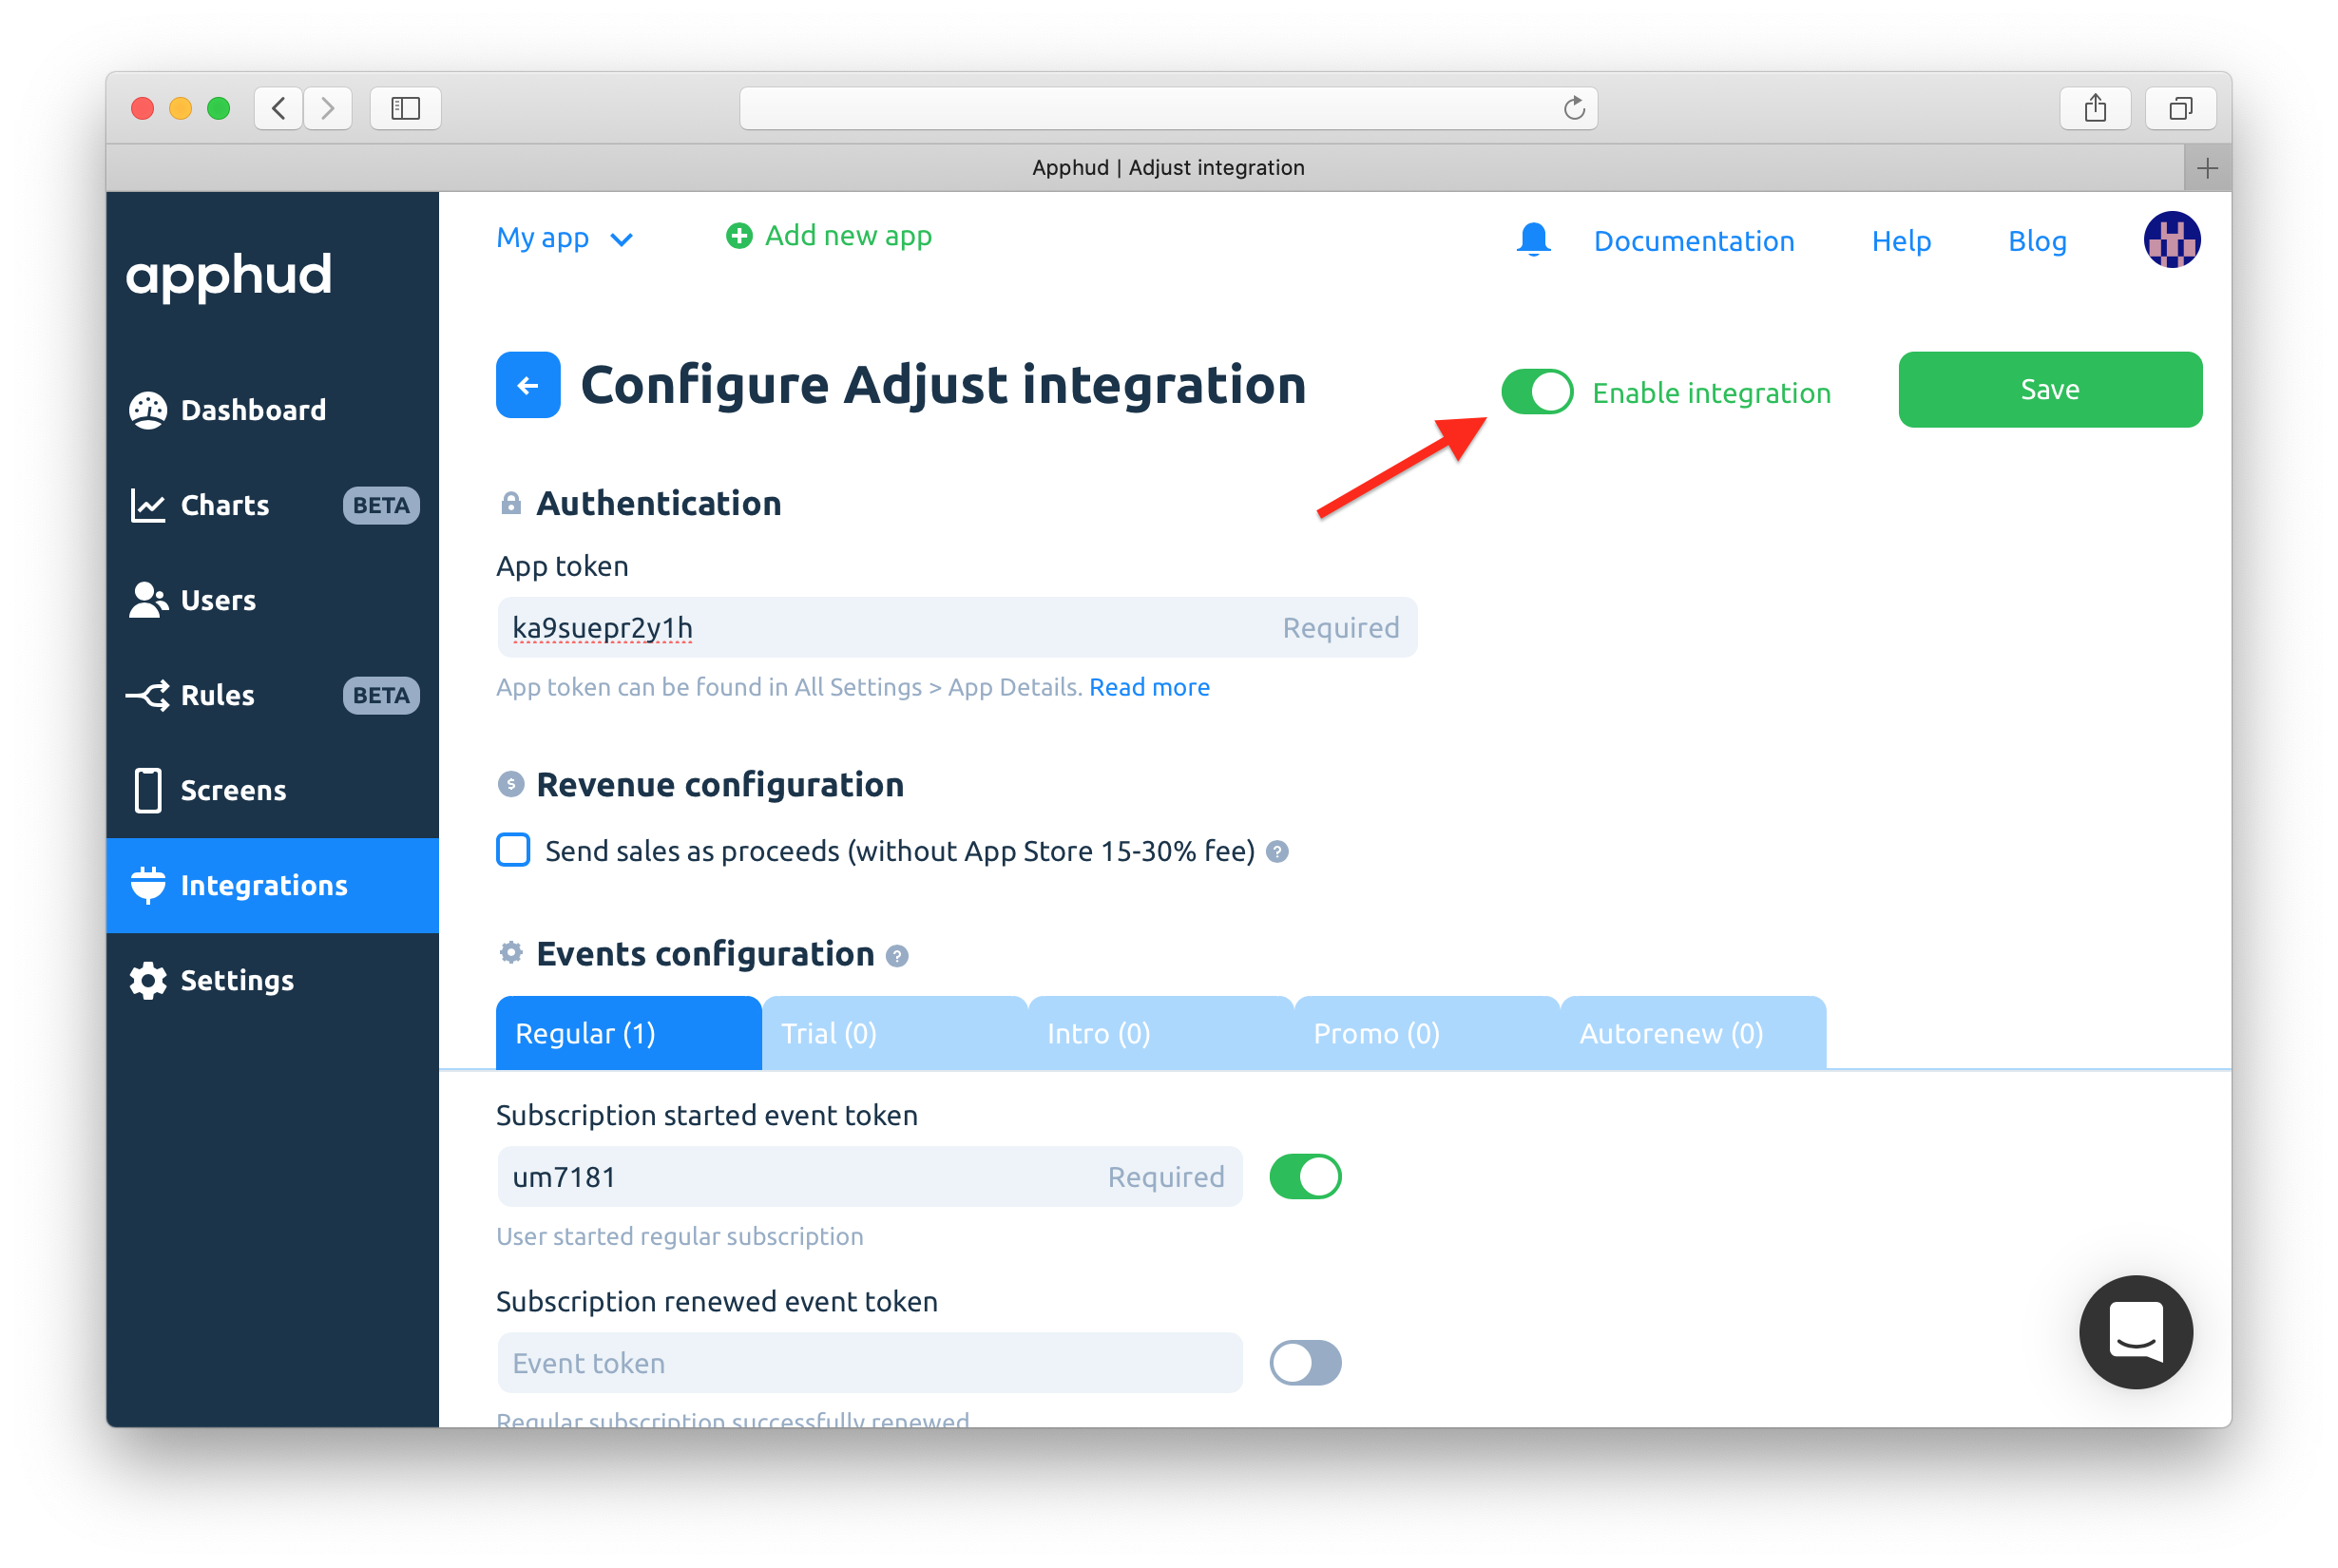 Apphud | Adjust integration
apphud
My app
Add new app
Documentation
Help
Blog
Dashboard
Charts
BETA
Users
Rules
BETA
Screens
Integrations
Settings
Configure Adjust integration
Enable integration
Save
Authentication
App token
ka9suepr2y1h
Required
App token can be found in All Settings > App Details. Read more
$ Revenue configuration
Send sales as proceeds (without App Store 15-30% fee) ?
Events configuration ?
Regular (1)
Trial (0)
Intro (0)
Promo (0)
Autorenew (0)
Subscription started event token
um7181
Required
User started regular subscription
Subscription renewed event token
Event token
Regular subscription successfully renewed